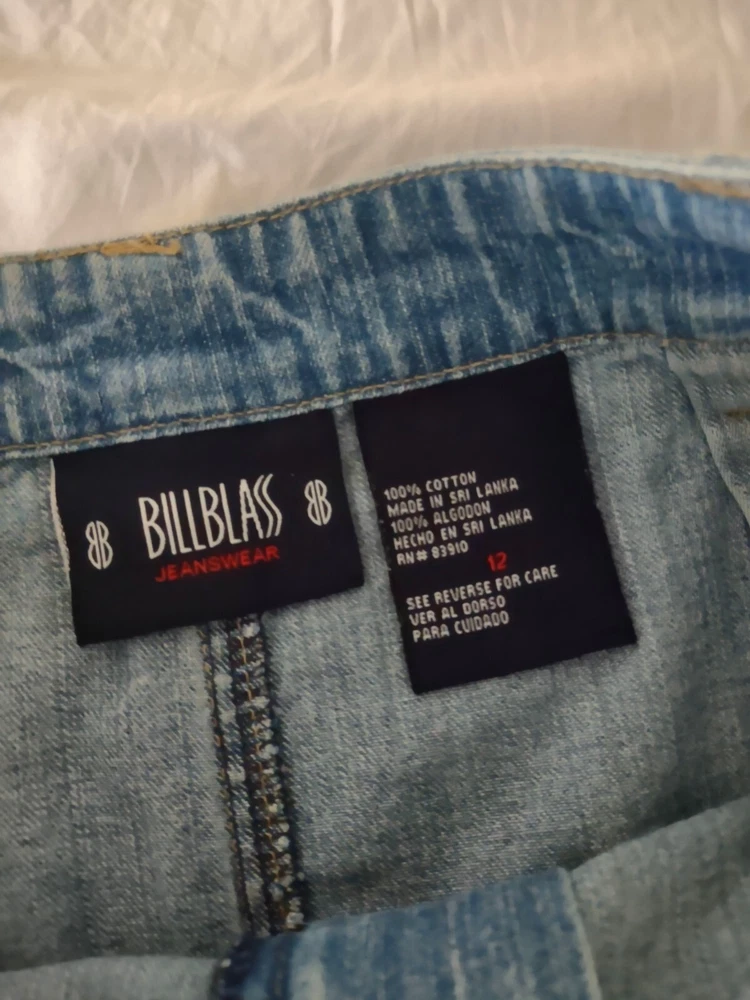 BB BILLBLASS BB
JEANSWEAR
100% COTTON
MADE IN SRI LANKA
100% ALGODON
HECHO EN SRI LANKA
RN# 83910
12
SEE REVERSE FOR CARE
VER AL DORSO
PARA CUIDADO